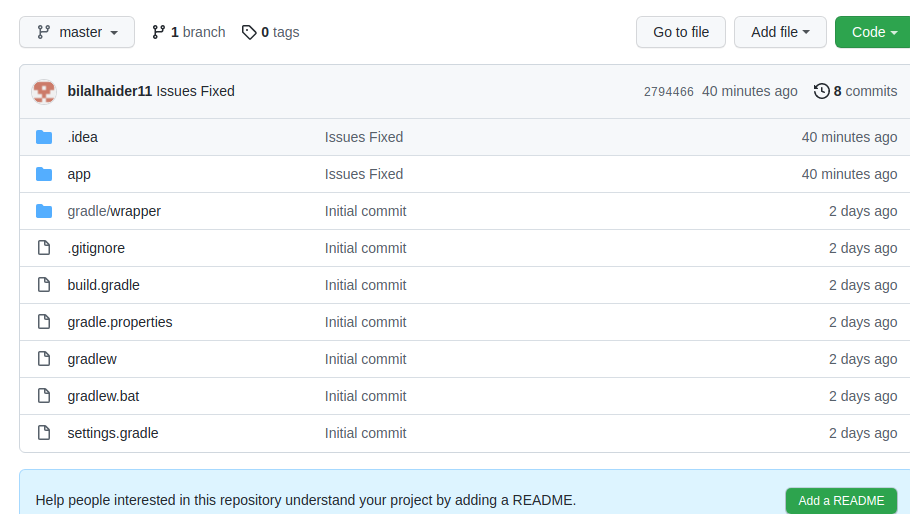 master 1 branch 0 tags Go to file Add file Code
bilalhaider11 Issues Fixed 2794466 40 minutes ago 8 commits
.idea Issues Fixed 40 minutes ago
app Issues Fixed 40 minutes ago
gradle/wrapper Initial commit 2 days ago
.gitignore Initial commit 2 days ago
build.gradle Initial commit 2 days ago
gradle.properties Initial commit 2 days ago
gradlew Initial commit 2 days ago
gradlew.bat Initial commit 2 days ago
settings.gradle Initial commit 2 days ago
Help people interested in this repository understand your project by adding a README. Add a README